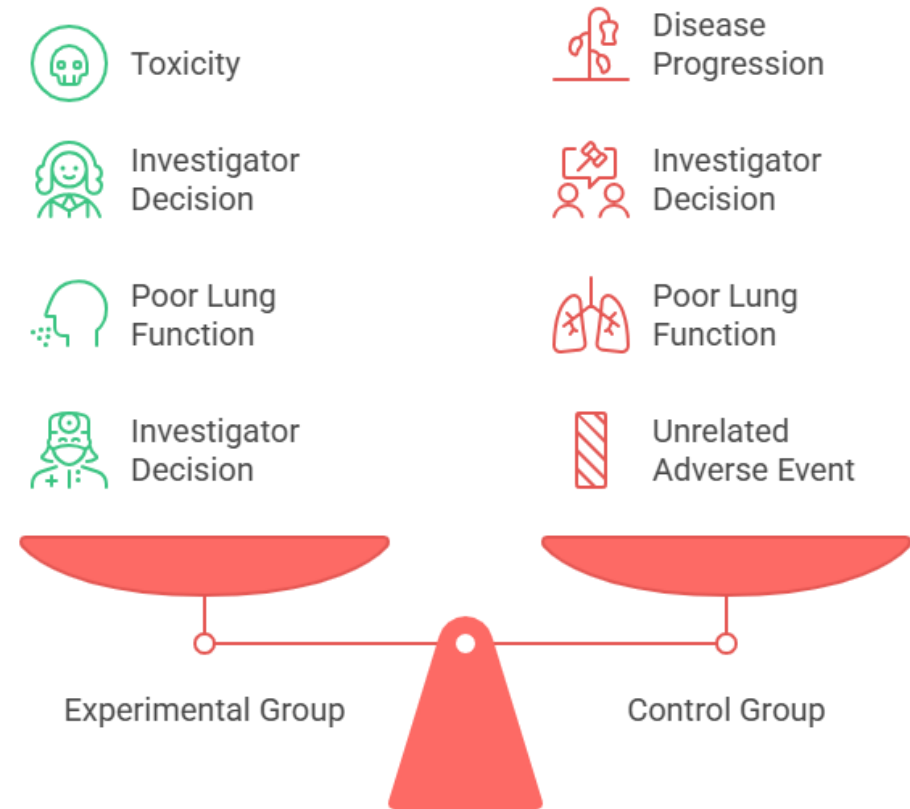 Toxicity
Investigator
Decision
Poor Lung
Function
Investigator
Decision
Disease
Progression
Investigator
Decision
Poor Lung
Function
Unrelated
Adverse Event
Experimental Group
Control Group